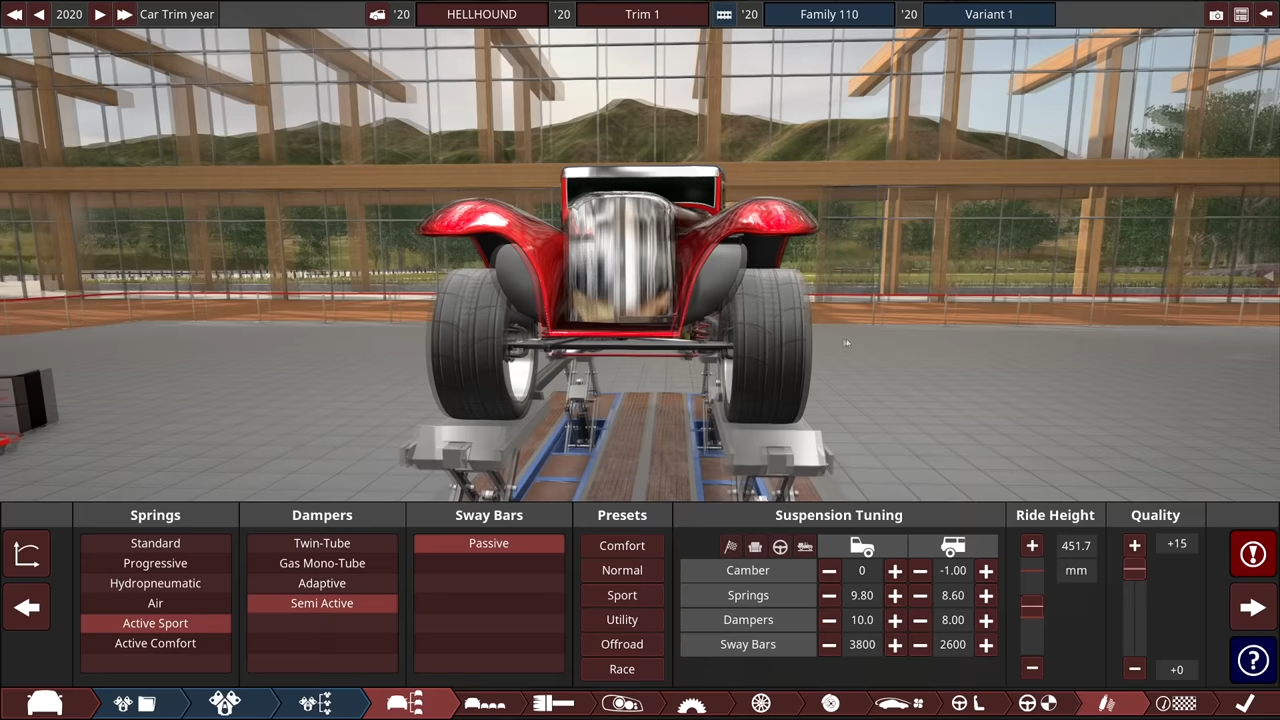 2020 Car Trim year '20 HELLHOUND '20 Trim 1 '20 Family 110 '20 Variant 1
Springs Dampers Sway Bars Presets Suspension Tuning Ride Height Quality
Standard
Progressive
Hydropneumatic
Air
Active Sport
Active Comfort
Twin-Tube
Gas Mono-Tube
Adaptive
Semi Active
Passive
Comfort
Normal
Sport
Utility
Offroad
Race
Camber 0 -1.00
Springs 9.80 8.60
Dampers 10.0 8.00
Sway Bars 3800 2600
451.7
mm
+15
+0